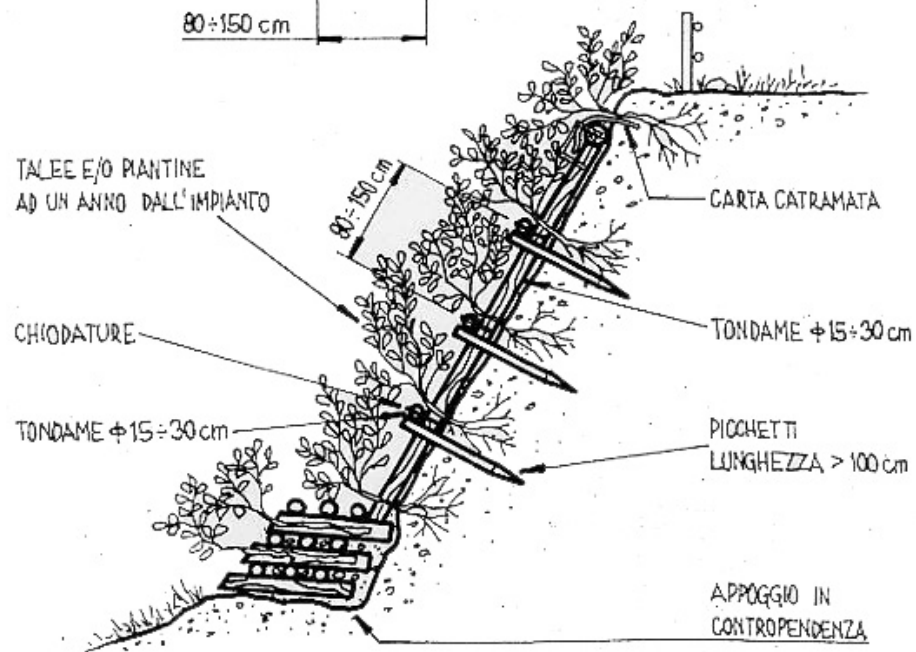 80÷150 cm
TALEE E/O PIANTINE
AD UN ANNO DALL'IMPIANTO
80÷150 cm
CARTA CATRAMATA
CHIODATURE
TONDAME ϕ15÷30 cm
TONDAME ϕ15÷30 cm
PICCHETTI
LUNGHEZZA > 100 cm
APPOGGIO IN
CONTROPENDENZA